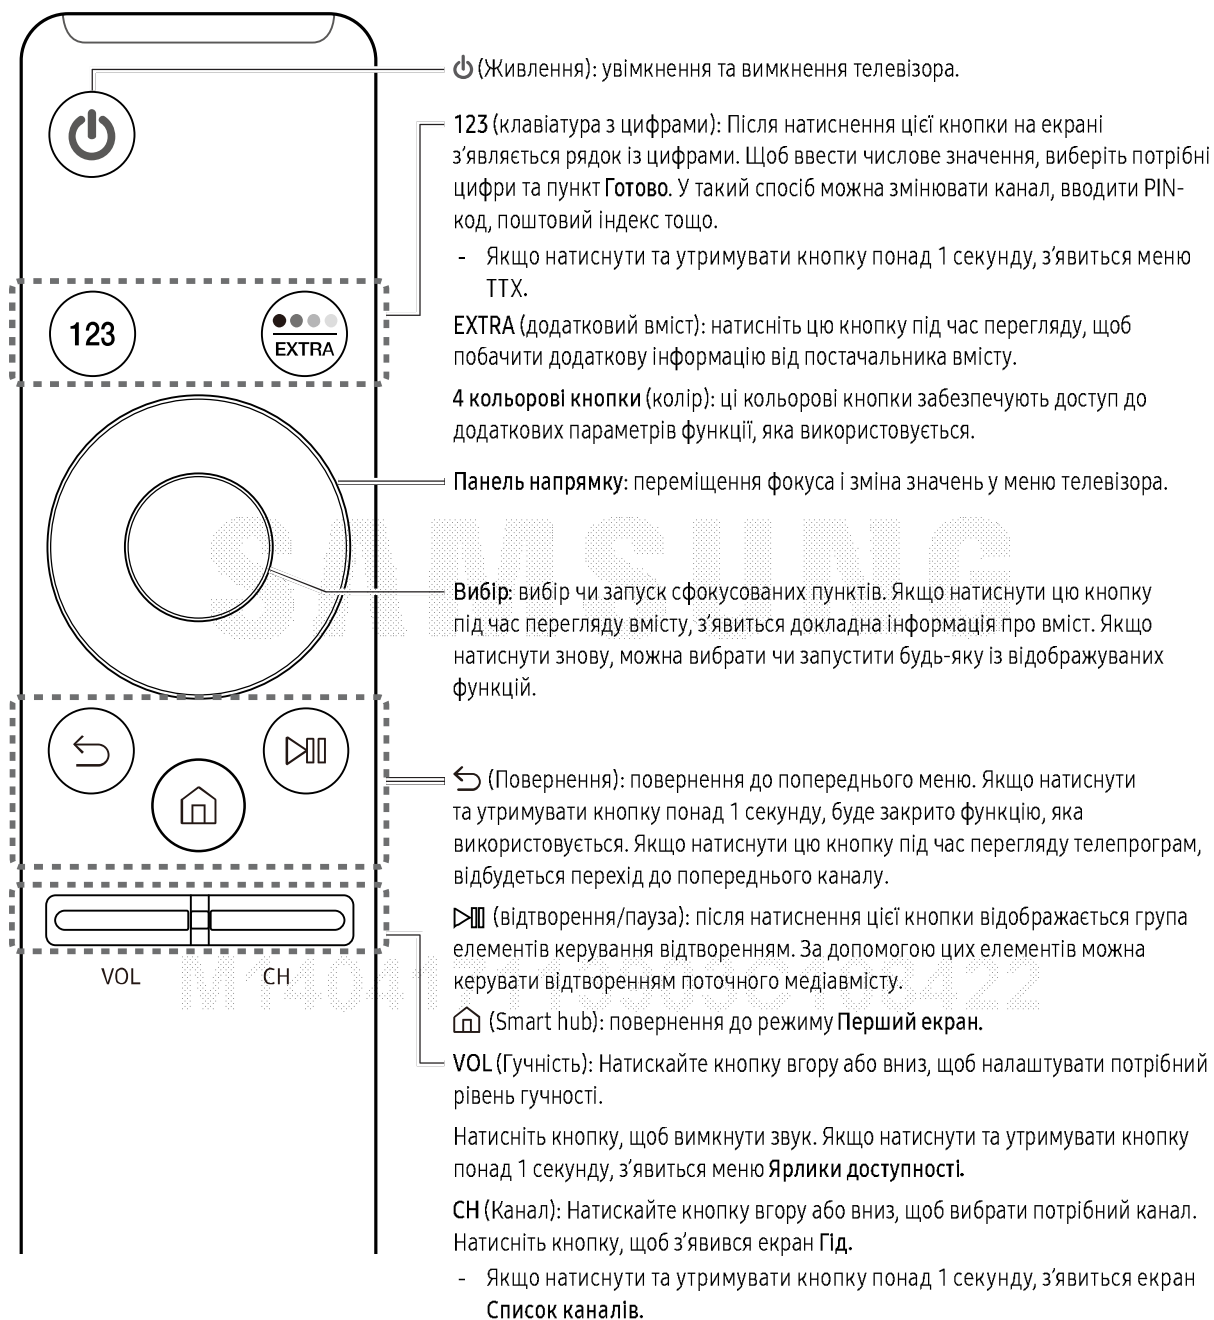 (Живлення): увімкнення та вимкнення телевізора.
123 (клавіатура з цифрами): Після натиснення цієї кнопки на екрані
з’являється рядок із цифрами. Щоб ввести числове значення, виберіть потрібні
цифри та пункт Готово. У такий спосіб можна змінювати канал, вводити PIN-
код, поштовий індекс тощо.
- Якщо натиснути та утримувати кнопку понад 1 секунду, з’явиться меню
TTX.
123
EXTRA
EXTRA (додатковий вміст): натисніть цю кнопку під час перегляду, щоб
побачити додаткову інформацію від постачальника вмісту.
4 кольорові кнопки (колір): ці кольорові кнопки забезпечують доступ до
додаткових параметрів функції, яка використовується.
Панель напрямку: переміщення фокуса і зміна значень у меню телевізора.
SAMSUNG
Вибір: вибір чи запуск сфокусованих пунктів. Якщо натиснути цю кнопку
під час перегляду вмісту, з’явиться докладна інформація про вміст. Якщо
натиснути знову, можна вибрати чи запустити будь-яку із відображуваних
функцій.
(Повернення): повернення до попереднього меню. Якщо натиснути
та утримувати кнопку понад 1 секунду, буде закрито функцію, яка
використовується. Якщо натиснути цю кнопку під час перегляду телепрограм,
відбудеться перехід до попереднього каналу.
(відтворення/пауза): після натиснення цієї кнопки відображається група
елементів керування відтворенням. За допомогою цих елементів можна
керувати відтворенням поточного медіавмісту.
VOL CH
(Smart hub): повернення до режиму Перший екран.
VOL (Гучність): Натискайте кнопку вгору або вниз, щоб налаштувати потрібний
рівень гучності.
Натисніть кнопку, щоб вимкнути звук. Якщо натиснути та утримувати кнопку
понад 1 секунду, з’явиться меню Ярлики доступності.
CH (Канал): Натискайте кнопку вгору або вниз, щоб вибрати потрібний канал.
Натисніть кнопку, щоб з’явився екран Гід.
- Якщо натиснути та утримувати кнопку понад 1 секунду, з’явиться екран
Список каналів.